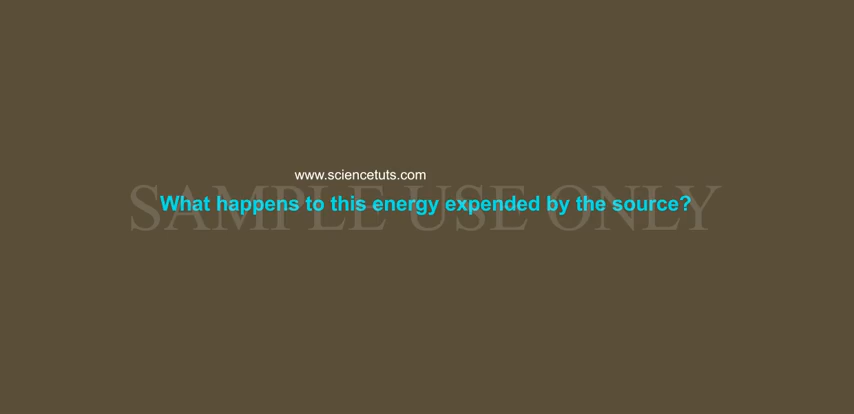 www.sciencetuts.com
What happens to this energy expended by the source?
SAMPLE USE ONLY